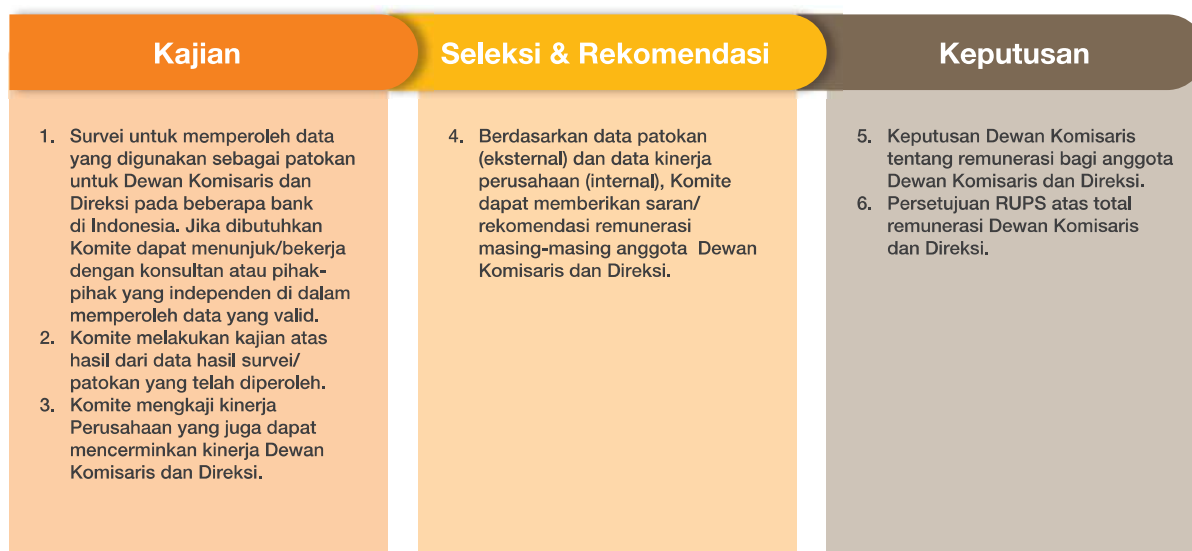 Kajian
1. Survei untuk memperoleh data
yang digunakan sebagai patokan
untuk Dewan Komisaris dan
Direksi pada beberapa bank
di Indonesia. Jika dibutuhkan
Komite dapat menunjuk/bekerja
dengan konsultan atau pihak-
pihak yang independen di dalam
memperoleh data yang valid.
2. Komite melakukan kajian atas
hasil dari data hasil survei/
patokan yang telah diperoleh.
3. Komite mengkaji kinerja
Perusahaan yang juga dapat
mencerminkan kinerja Dewan
Komisaris dan Direksi.
Seleksi & Rekomendasi
4. Berdasarkan data patokan
(eksternal) dan data kinerja
perusahaan (internal), Komite
dapat memberikan saran/
rekomendasi remunerasi
masing-masing anggota Dewan
Komisaris dan Direksi.
Keputusan
5. Keputusan Dewan Komisaris
tentang remunerasi bagi anggota
Dewan Komisaris dan Direksi.
6. Persetujuan RUPS atas total
remunerasi Dewan Komisaris
dan Direksi.